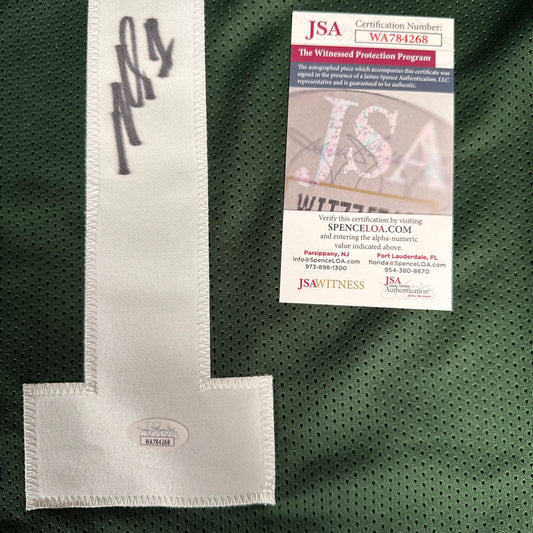 JSA
Certification Number:
WA784268
The Witnessed Protection Program
The autographed piece which accompanies this certificate was
signed in the presence of a James Spence Authentication, LLC
representative and is guaranteed to be authentic.
JSA
Verify this certification by visiting
SPENCELOA.COM
and entering the alpha-numeric
value indicated above.
Parsippany, NJ
info@SpenceLOA.com
973-898-1300
Fort Lauderdale, FL
florida@SpenceLOA.com
954-380-8670
JSAWITNESS
JSA
Authentication
WA784268